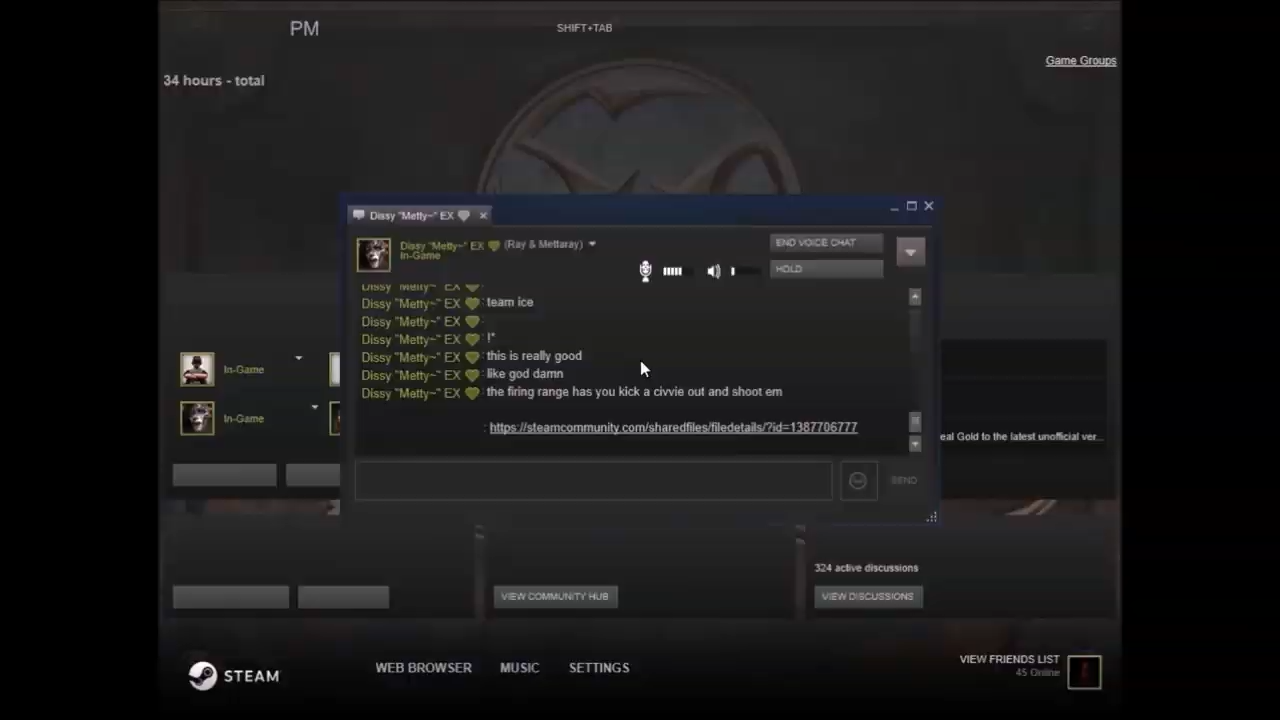 PM
SHIFT+TAB
Game Groups
34 hours - total
Dissy "Metty~" EX
Dissy "Metty~" EX (Ray & Mettaray)
In-Game
END VOICE CHAT
HOLD
Dissy "Metty~" EX :
Dissy "Metty~" EX : team ice
Dissy "Metty~" EX :
Dissy "Metty~" EX : !*
Dissy "Metty~" EX : this is really good
Dissy "Metty~" EX : like god damn
Dissy "Metty~" EX : the firing range has you kick a civvie out and shoot em
: https://steamcommunity.com/sharedfiles/filedetails/?id=1387706777
SEND
In-Game
In-Game
eal Gold to the latest unofficial ver...
324 active discussions
VIEW COMMUNITY HUB
VIEW DISCUSSIONS
STEAM
WEB BROWSER
MUSIC
SETTINGS
VIEW FRIENDS LIST
45 Online